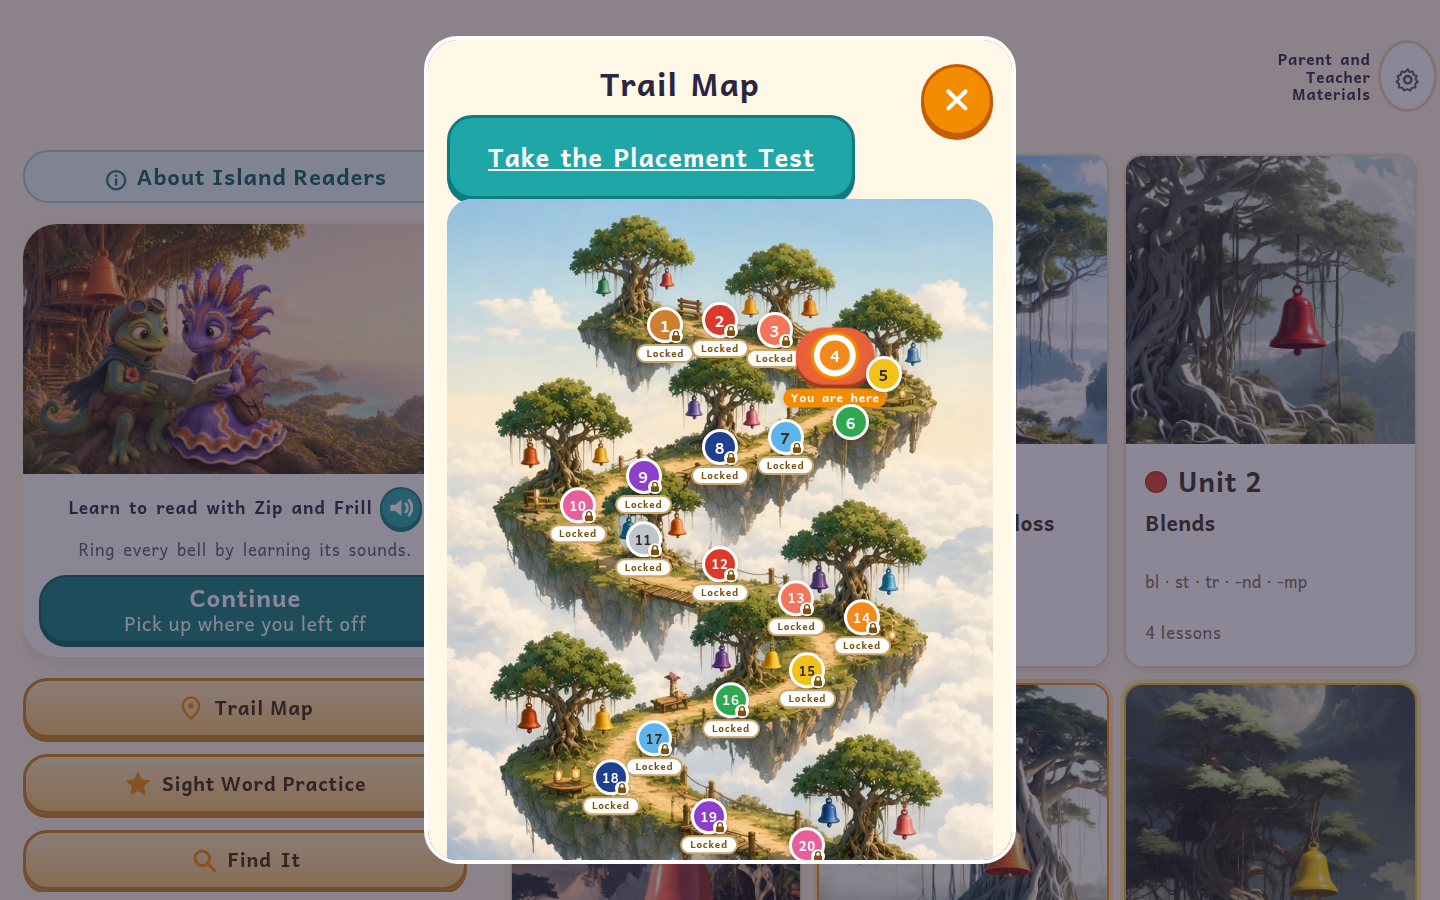 Parent and
Teacher
Materials
About Island Readers
Learn to read with Zip and Frill
Ring every bell by learning its sounds.
Continue
Pick up where you left off
Trail Map
Sight Word Practice
Find It
Trail Map
Take the Placement Test
1
Locked
2
Locked
3
Locked
4
You are here
5
6
7
Locked
8
Locked
9
Locked
10
Locked
11
Locked
12
Locked
13
Locked
14
Locked
15
Locked
16
Locked
17
Locked
18
Locked
19
Locked
20
loss
Unit 2
Blends
bl · st · tr · -nd · -mp
4 lessons